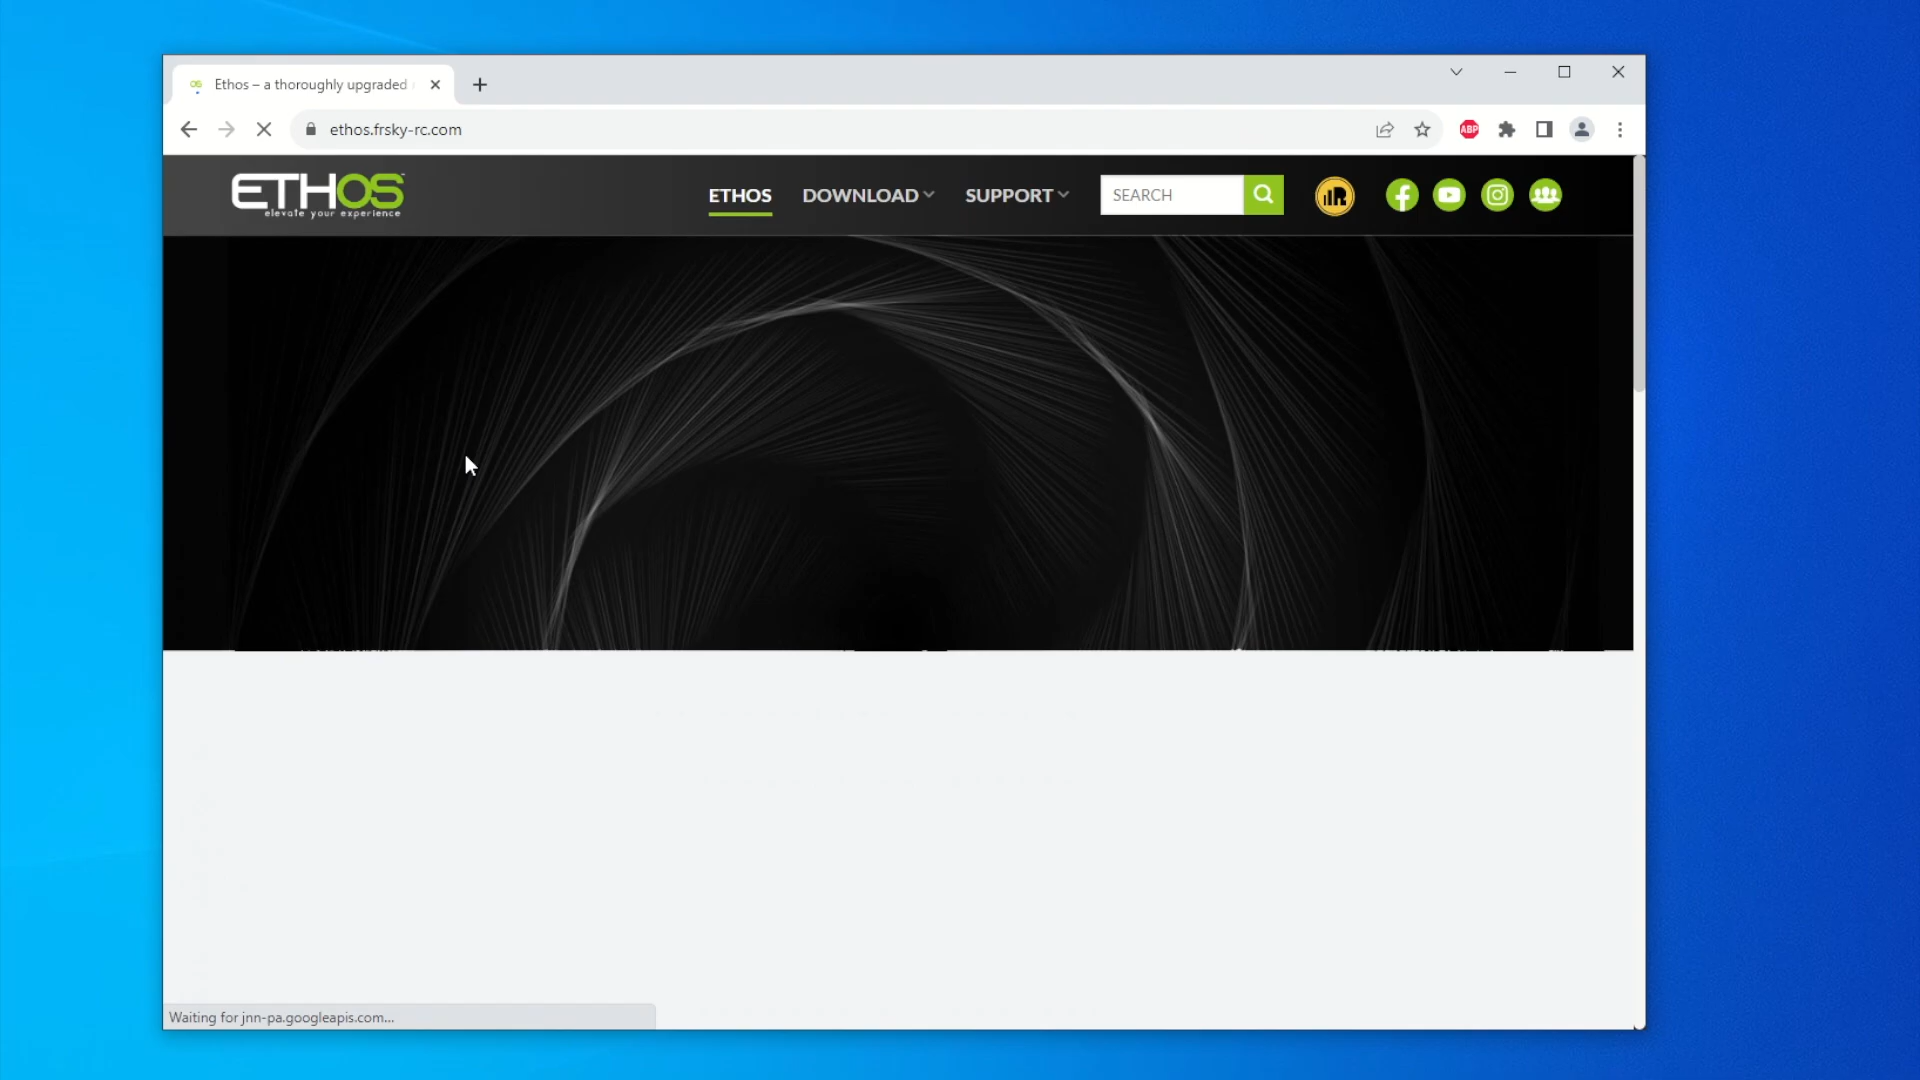 Ethos – a thoroughly upgraded
ethos.frsky-rc.com
ABP
ETHOS
elevate your experience
ETHOS
DOWNLOAD
SUPPORT
SEARCH
Waiting for jnn-pa.googleapis.com...